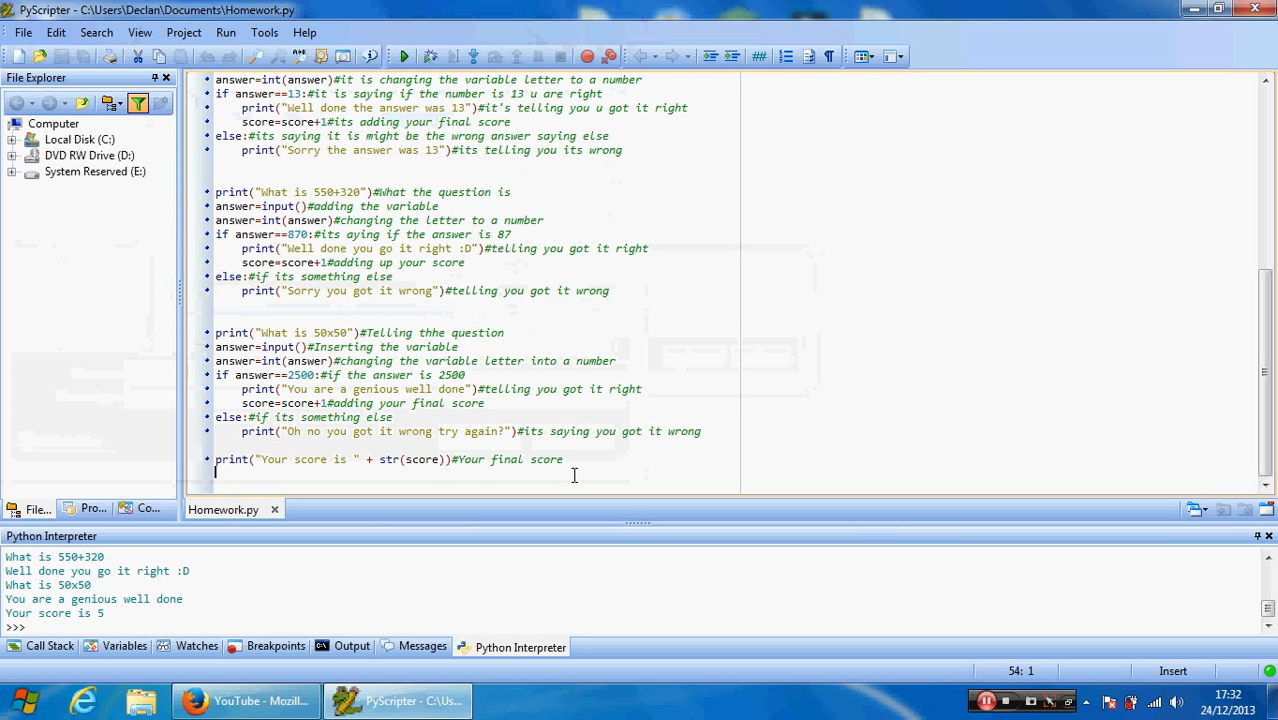 PyScripter - C:\Users\Declan\Documents\Homework.py
File Edit Search View Project Run Tools Help
File Explorer
Computer
Local Disk (C:)
DVD RW Drive (D:)
System Reserved (E:)
answer=int(answer)#it is changing the variable letter to a number
if answer==13:#it is saying if the number is 13 u are right
print("Well done the answer was 13")#it's telling you u got it right
score=score+1#its adding your final score
else:#its saying it is might be the wrong answer saying else
print("Sorry the answer was 13")#its telling you its wrong
print("What is 550+320")#What the question is
answer=input()#adding the variable
answer=int(answer)#changing the letter to a number
if answer==870:#its aying if the answer is 87
print("Well done you go it right :D")#telling you got it right
score=score+1#adding up your score
else:#if its something else
print("Sorry you got it wrong")#telling you got it wrong
print("What is 50x50")#Telling thhe question
answer=input()#Inserting the variable
answer=int(answer)#changing the variable letter into a number
if answer==2500:#if the answer is 2500
print("You are a genious well done")#telling you got it right
score=score+1#adding your final score
else:#if its something else
print("Oh no you got it wrong try again?")#its saying you got it wrong
print("Your score is " + str(score))#Your final score
File... Pro... Co...
Homework.py
Python Interpreter
What is 550+320
Well done you go it right :D
What is 50x50
You are a genious well done
Your score is 5
>>>
Call Stack Variables Watches Breakpoints Output Messages Python Interpreter
54: 1 Insert
YouTube - Mozill... PyScripter - C:\Us...
17:32
24/12/2013